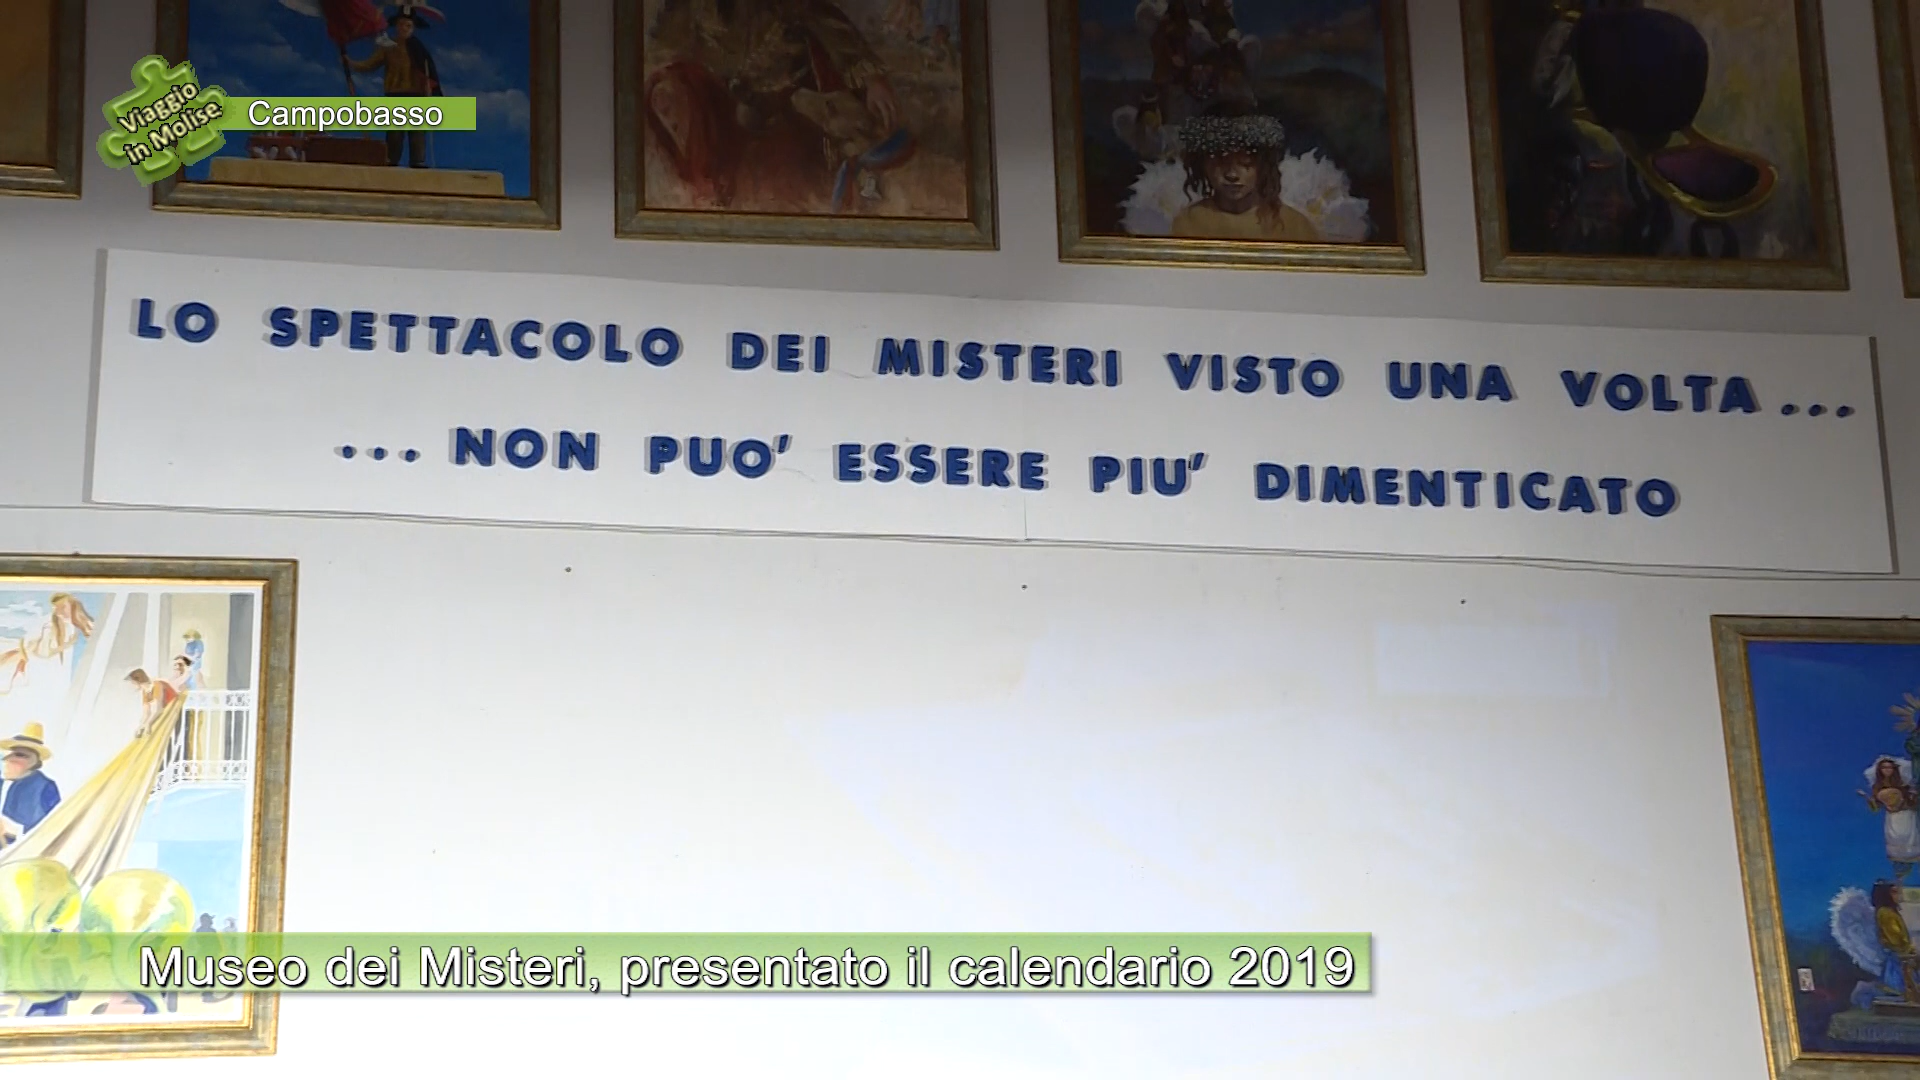 Viaggio
in Molise
Campobasso
LO SPETTACOLO DEI MISTERI VISTO UNA VOLTA...
...NON PUO' ESSERE PIU' DIMENTICATO
Museo dei Misteri, presentato il calendario 2019